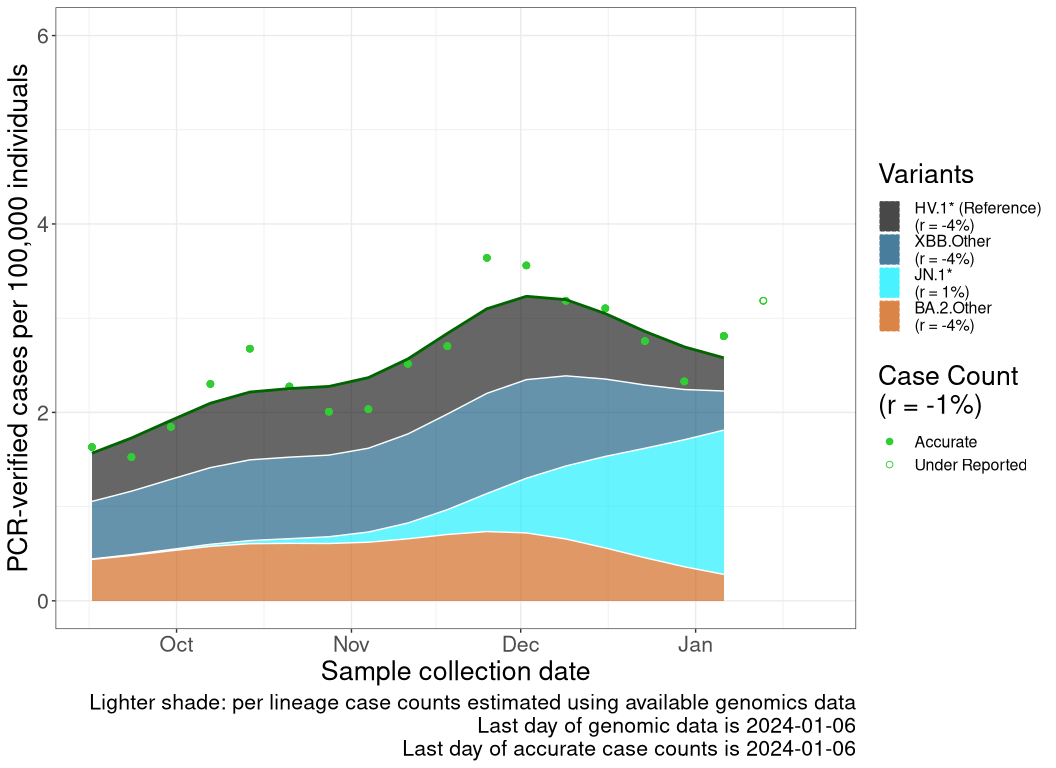 PCR-verified cases per 100,000 individuals
6
4
2
0
Oct
Nov
Dec
Jan
Sample collection date
Lighter shade: per lineage case counts estimated using available genomics data
Last day of genomic data is 2024-01-06
Last day of accurate case counts is 2024-01-06
Variants
HV.1* (Reference)
(r = -4%)
XBB.Other
(r = -4%)
JN.1*
(r = 1%)
BA.2.Other
(r = -4%)
Case Count
(r = -1%)
Accurate
Under Reported